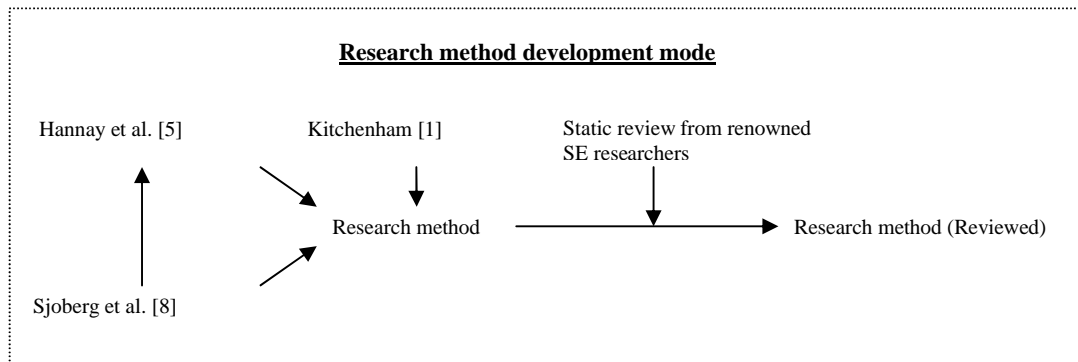 Research method development mode
Hannay et al. [5]
Kitchenham [1]
Static review from renowned
SE researchers
Research method
Research method (Reviewed)
Sjoberg et al. [8]